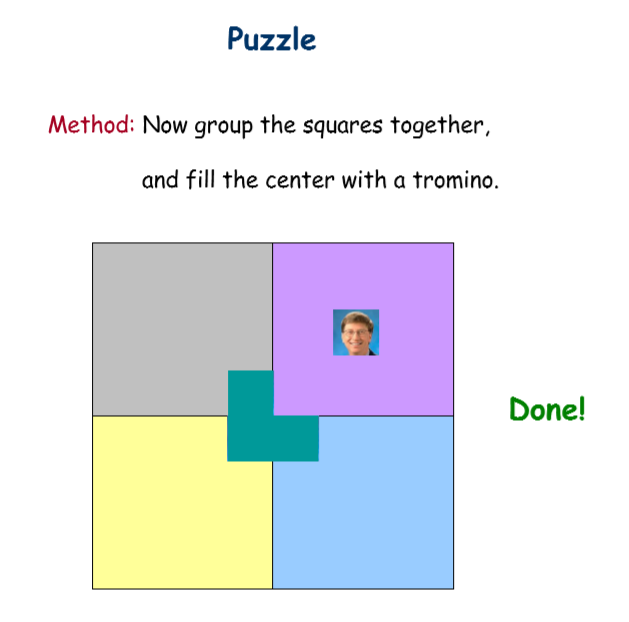 Puzzle
Method: Now group the squares together,
and fill the center with a tromino.
Done!